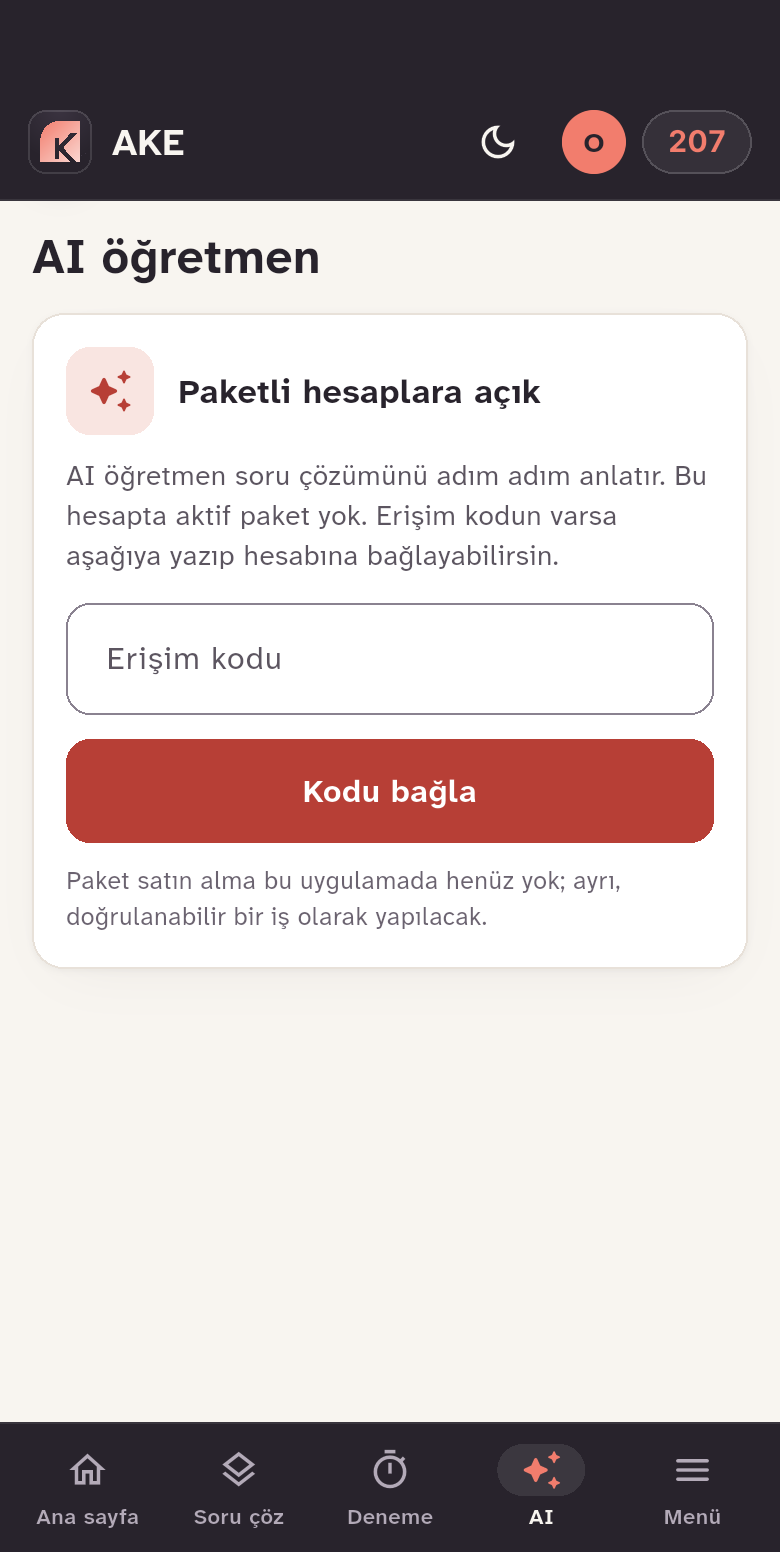 K
AKE
O
207
AI öğretmen
Paketli hesaplara açık
AI öğretmen soru çözümünü adım adım anlatır. Bu
hesapta aktif paket yok. Erişim kodun varsa
aşağıya yazıp hesabına bağlayabilirsin.
Erişim kodu
Kodu bağla
Paket satın alma bu uygulamada henüz yok; ayrı,
doğrulanabilir bir iş olarak yapılacak.
Ana sayfa
Soru çöz
Deneme
AI
Menü